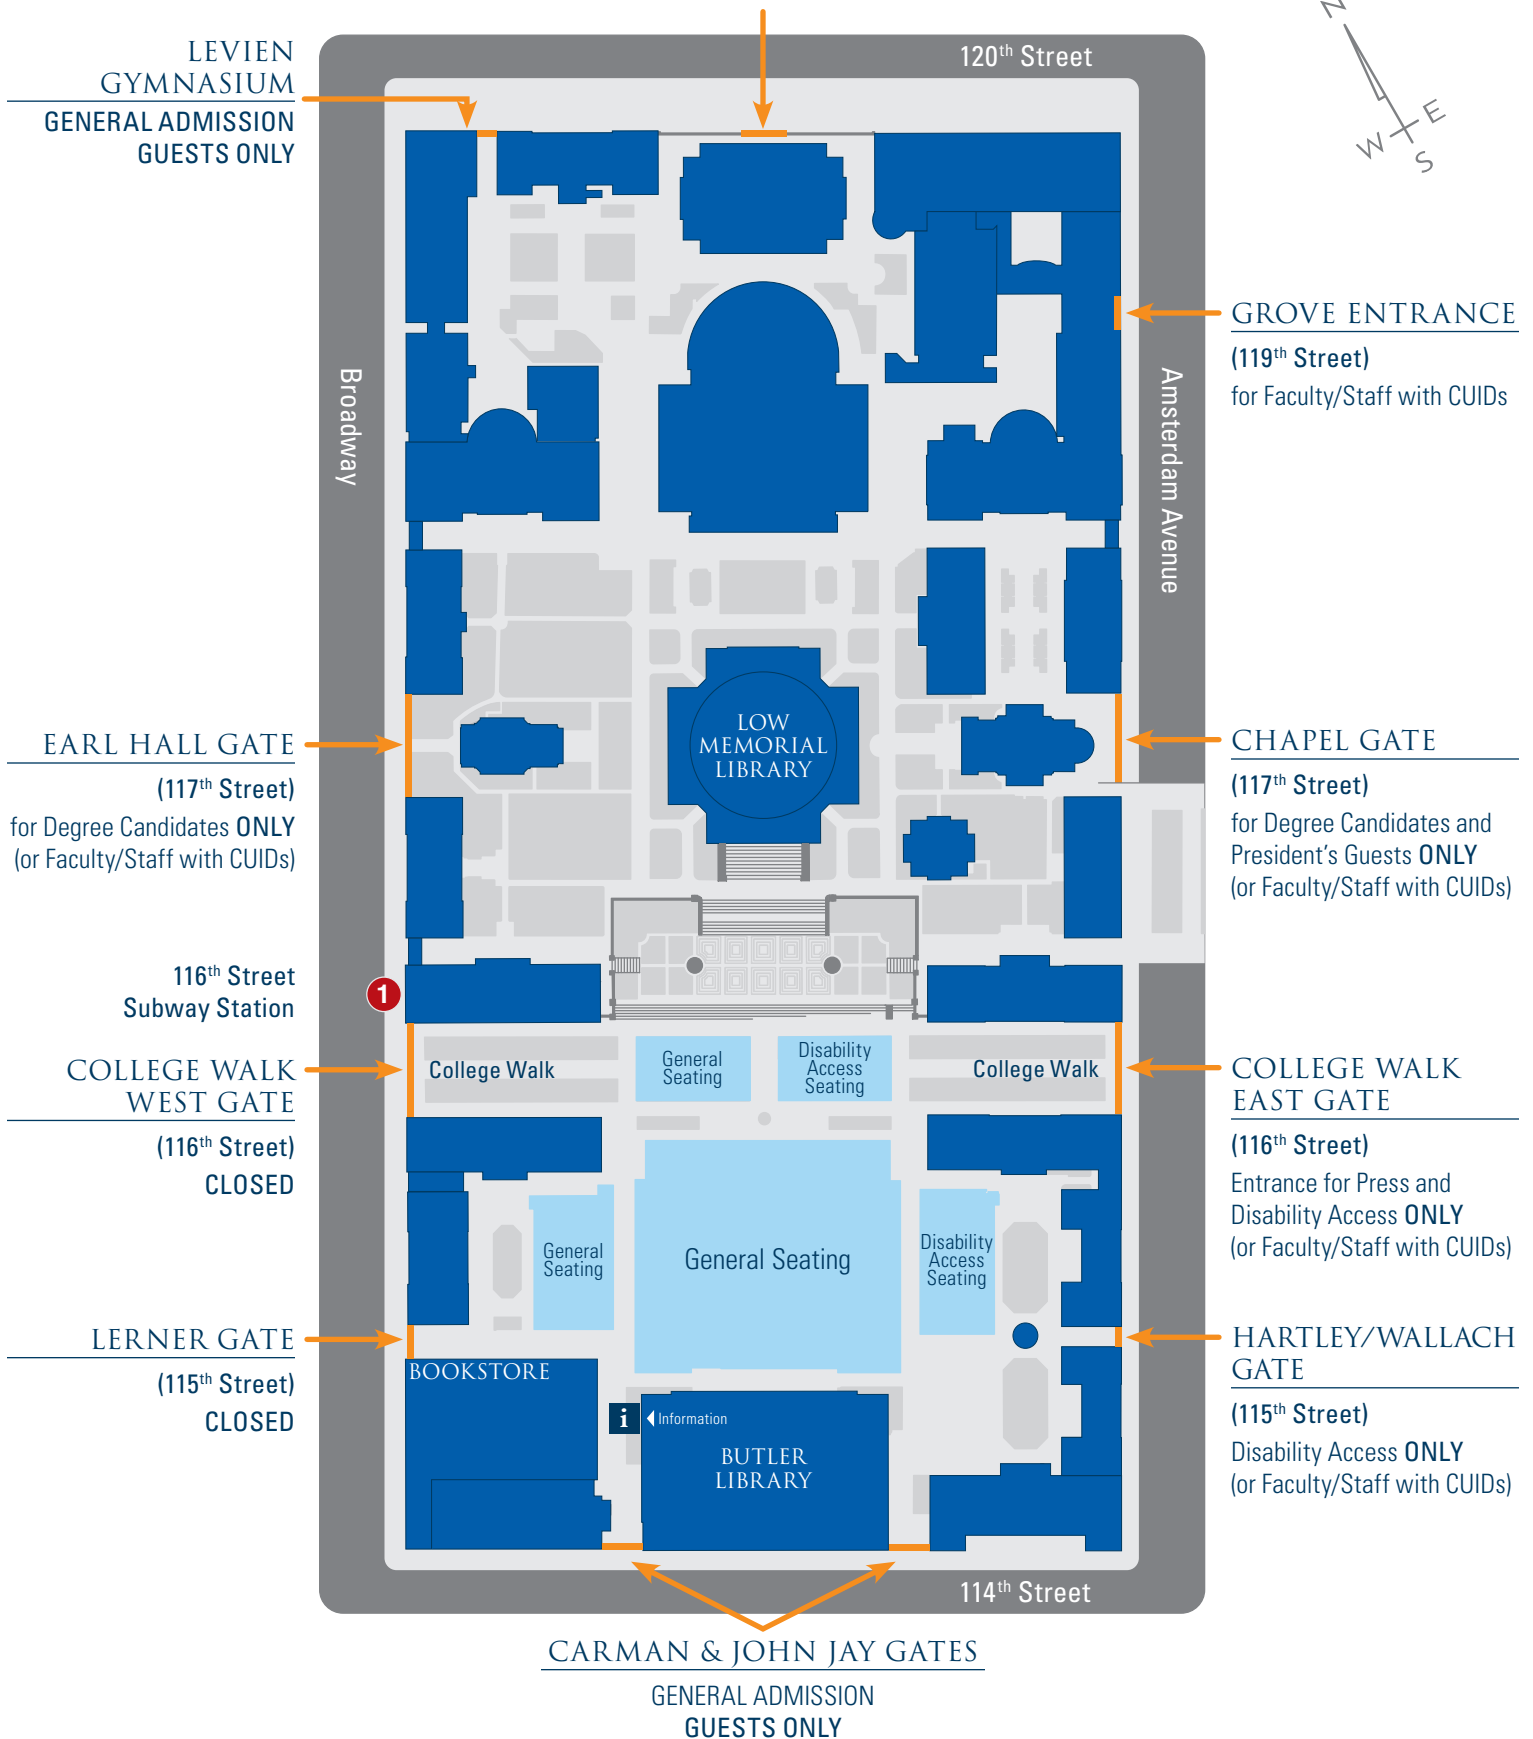 N
E
W
S
120th Street
LEVIEN
GYMNASIUM
GENERAL ADMISSION
GUESTS ONLY
GROVE ENTRANCE
(119th Street)
for Faculty/Staff with CUIDs
Broadway
Amsterdam Avenue
EARL HALL GATE
(117th Street)
for Degree Candidates ONLY
(or Faculty/Staff with CUIDs)
LOW
MEMORIAL
LIBRARY
CHAPEL GATE
(117th Street)
for Degree Candidates and
President's Guests ONLY
(or Faculty/Staff with CUIDs)
116th Street
Subway Station
1
COLLEGE WALK
WEST GATE
(116th Street)
CLOSED
College Walk
General
Seating
Disability
Access
Seating
College Walk
COLLEGE WALK
EAST GATE
(116th Street)
Entrance for Press and
Disability Access ONLY
(or Faculty/Staff with CUIDs)
General
Seating
General Seating
Disability
Access
Seating
LERNER GATE
(115th Street)
CLOSED
BOOKSTORE
HARTLEY/WALLACH
GATE
(115th Street)
Disability Access ONLY
(or Faculty/Staff with CUIDs)
i
Information
BUTLER
LIBRARY
114th Street
CARMAN & JOHN JAY GATES
GENERAL ADMISSION
GUESTS ONLY